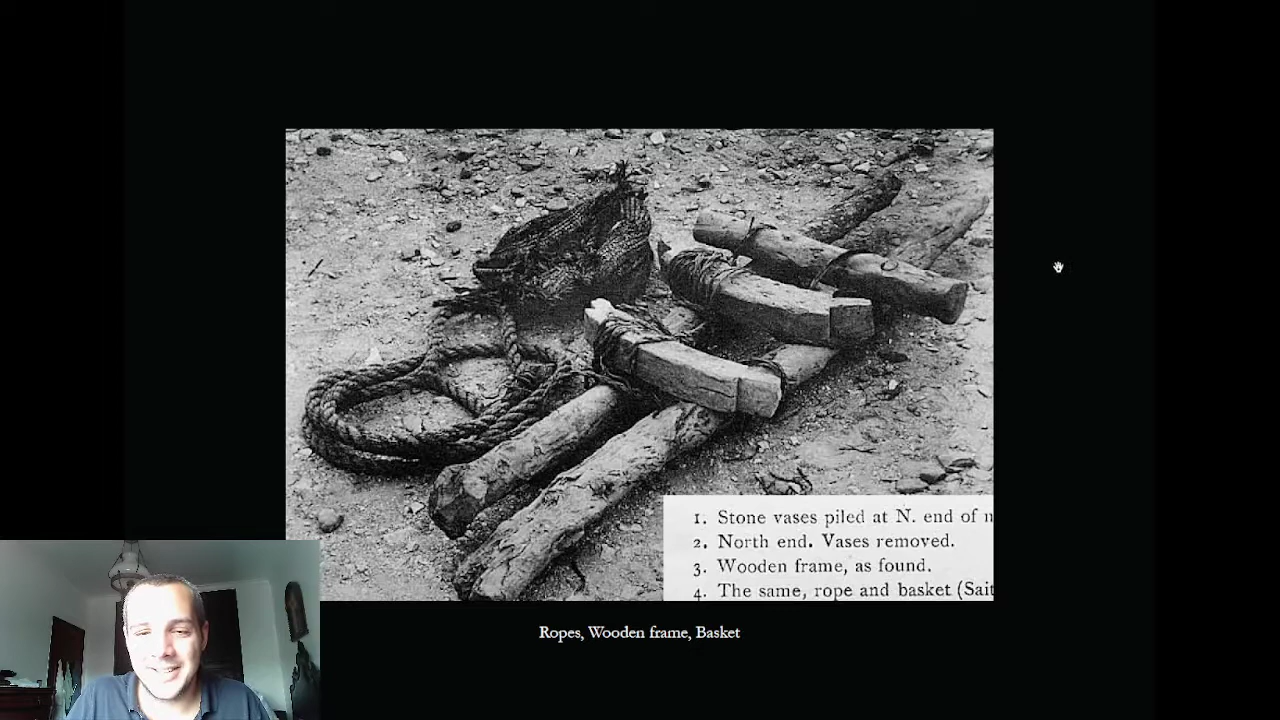 1. Stone vases piled at N. end of
2. North end. Vases removed.
3. Wooden frame, as found.
4. The same, rope and basket (Sait
Ropes, Wooden frame, Basket